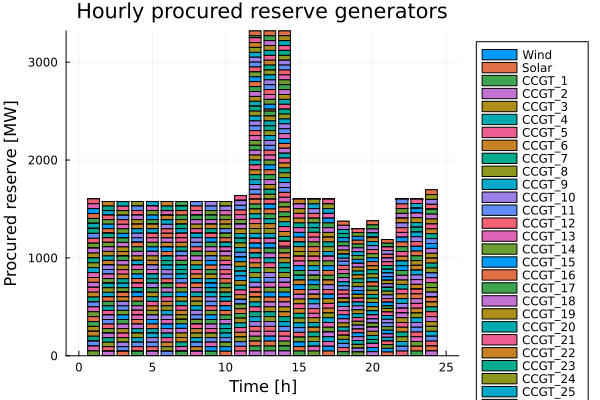 Hourly procured reserve generators
Procured reserve [MW]
3000
2000
1000
0
0 5 10 15 20 25
Time [h]
Wind
Solar
CCGT_1
CCGT_2
CCGT_3
CCGT_4
CCGT_5
CCGT_6
CCGT_7
CCGT_8
CCGT_9
CCGT_10
CCGT_11
CCGT_12
CCGT_13
CCGT_14
CCGT_15
CCGT_16
CCGT_17
CCGT_18
CCGT_19
CCGT_20
CCGT_21
CCGT_22
CCGT_23
CCGT_24
CCGT_25